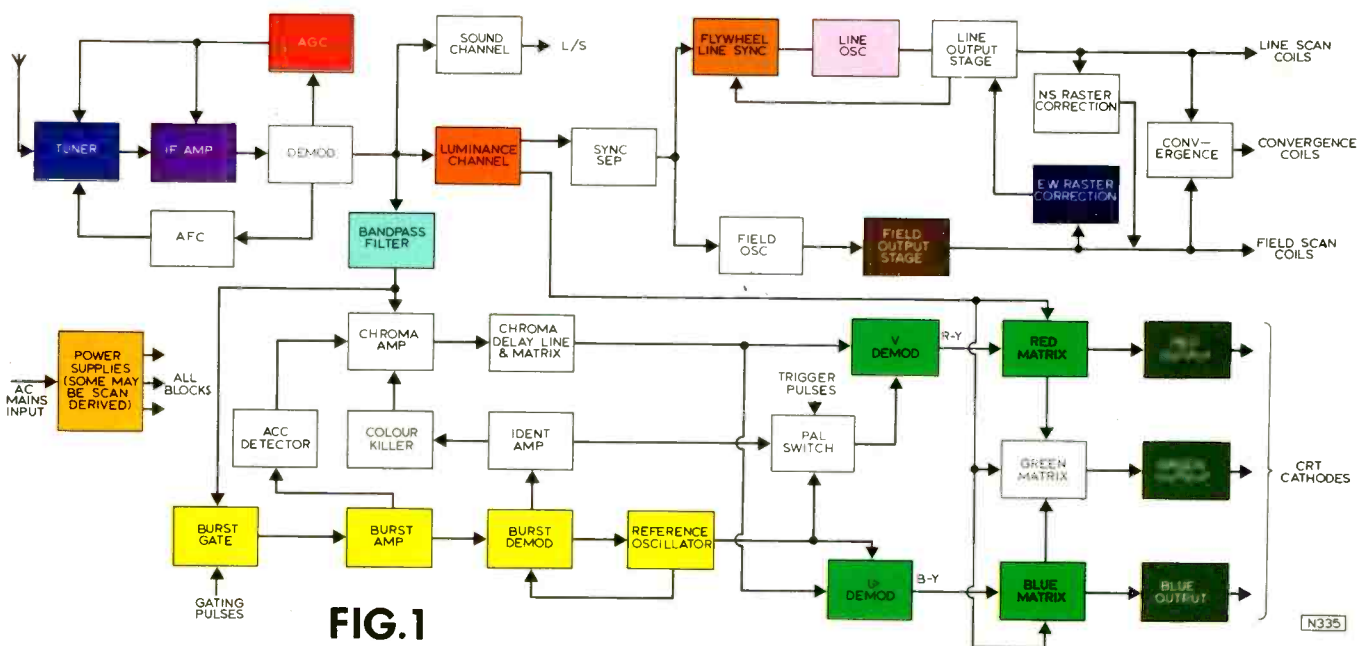 AGC
SOUND
CHANNEL
L/S
FLYWHEEL
LINE SYNC
LINE
OSC
LINE
OUTPUT
STAGE
LINE SCAN
COILS
NS RASTER
CORRECTION
TUNER
IF AMP
DEMOD
LUMINANCE
CHANNEL
SYNC
SEP
CONV-
ERGENCE
CONVERGENCE
COILS
EW RASTER
CORRECTION
AFC
BANDPASS
FILTER
FIELD
OSC
FIELD
OUTPUT
STAGE
FIELD SCAN
COILS
POWER
SUPPLIES
(SOME MAY
BE SCAN
DERIVED)
AC
MAINS
INPUT
ALL
BLOCKS
CHROMA
AMP
CHROMA
DELAY LINE
& MATRIX
V
DEMOD
R-Y
RED
MATRIX
TRIGGER
PULSES
ACC
DETECTOR
COLOUR
KILLER
IDENT
AMP
PAL
SWITCH
GREEN
MATRIX
CRT
CATHODES
BURST
GATE
BURST
AMP
BURST
DEMOD
REFERENCE
OSCILLATOR
DEMOD
B-Y
BLUE
MATRIX
BLUE
OUTPUT
GATING
PULSES
FIG.1
N335